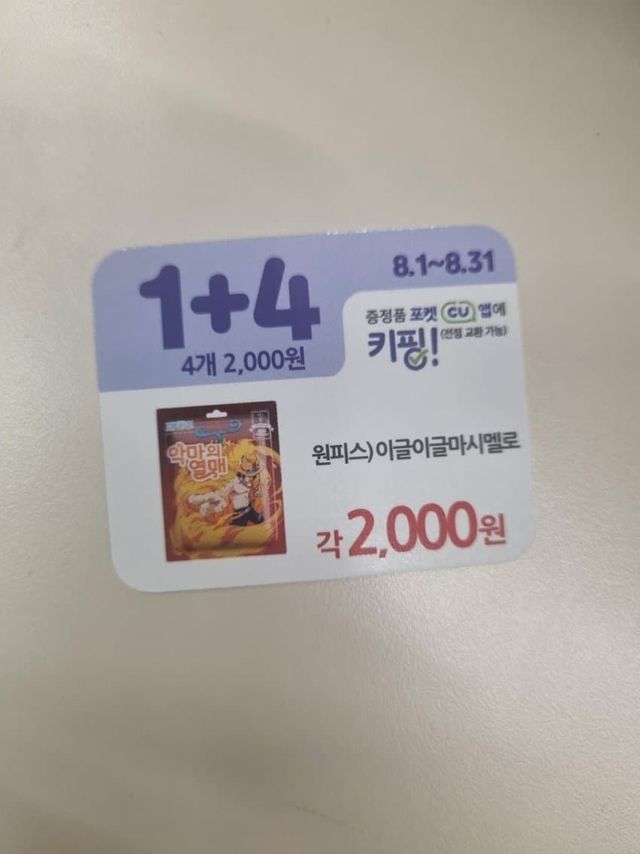 1+4
4개 2,000원
8.1~8.31
증정품 포켓 CU 앱에
키핑! (전점 교환 가능)
악마의
열매
원피스)이글이글마시멜로
각 2,000원